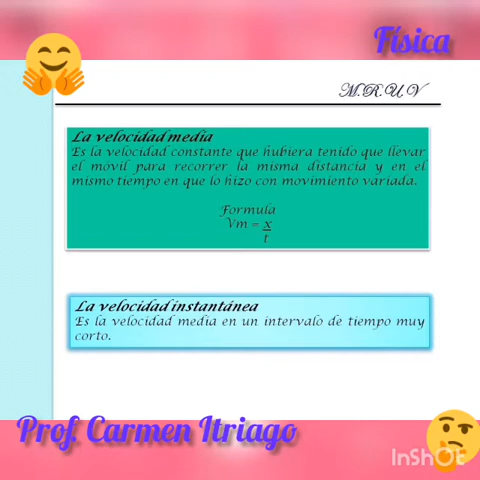 Física
M.R.U.V
La velocidad media
Es la velocidad constante que hubiera tenido que llevar
el móvil para recorrer la misma distancia y en el
mismo tiempo en que lo hizo con movimiento variada.
Formula
Vm = x
t
La velocidad instantánea
Es la velocidad media en un intervalo de tiempo muy
corto.
Prof. Carmen Itriago
InShOt